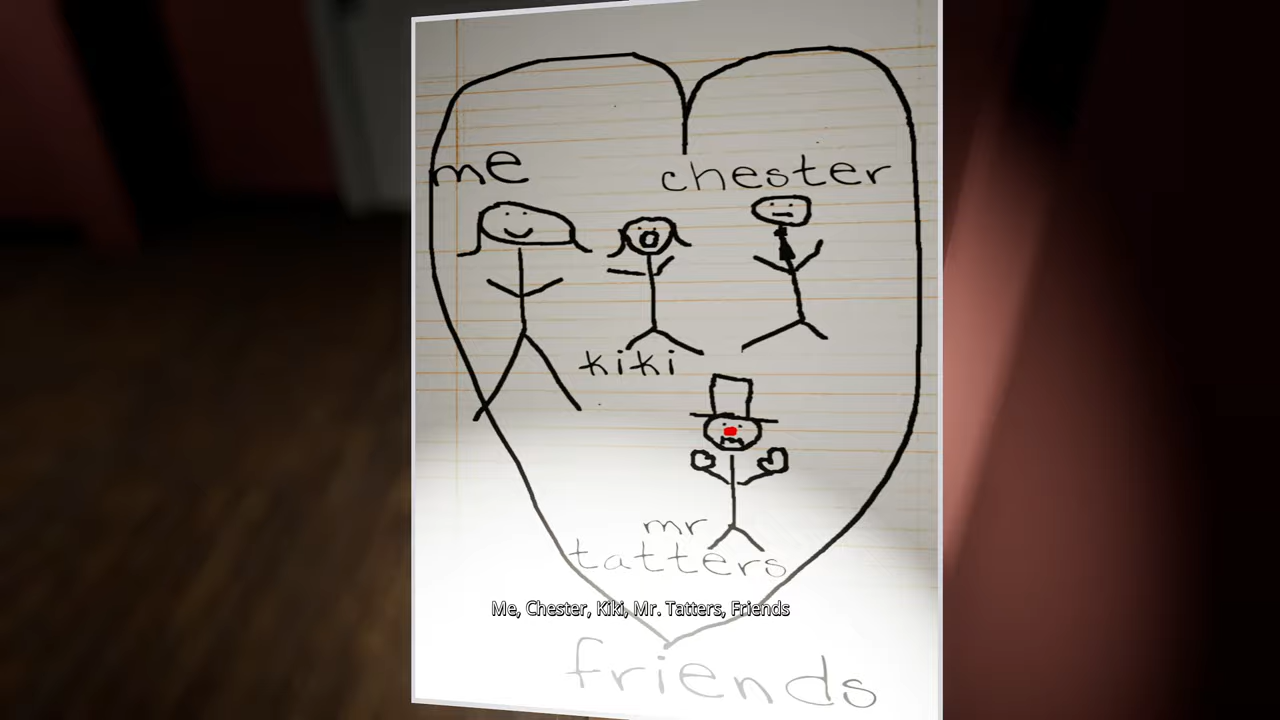 me
chester
kiki
mr
tatters
Me, Chester, Kiki, Mr. Tatters, Friends
friends